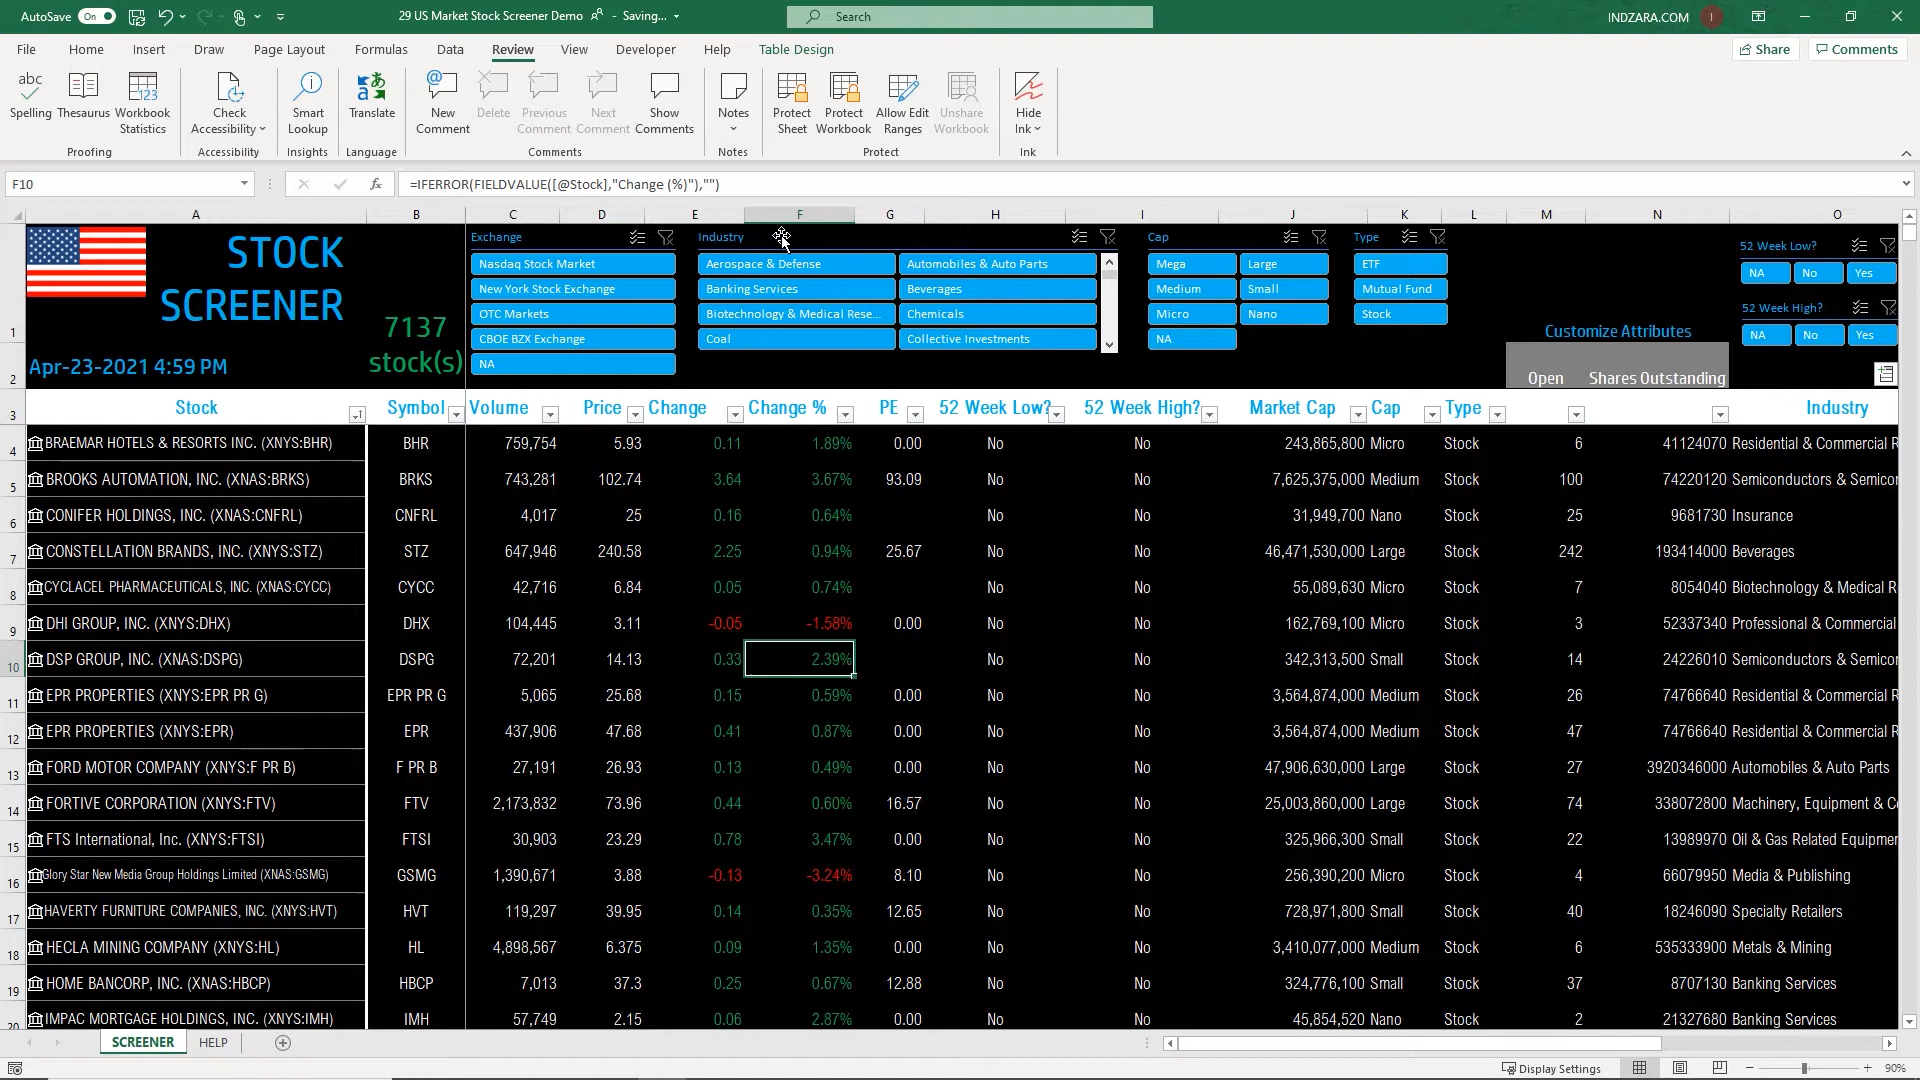 AutoSave On 29 US Market Stock Screener Demo - Saving... Search INDZARA.COM I
File Home Insert Draw Page Layout Formulas Data Review View Developer Help Table Design Share Comments
Spelling Thesaurus Workbook Statistics Check Accessibility Smart Lookup Translate New Comment Delete Previous Comment Next Comment Show Comments Notes Protect Sheet Protect Workbook Allow Edit Ranges Unshare Workbook Hide Ink
Proofing Accessibility Insights Language Comments Notes Protect Ink
F10 fx =IFERROR(FIELDVALUE([@Stock],"Change (%)"),"")
A B C D E F G H I J K L M N O
STOCK SCREENER
7137 stock(s)
Apr-23-2021 4:59 PM
Exchange
Nasdaq Stock Market
New York Stock Exchange
OTC Markets
CBOE BZX Exchange
NA
Industry
Aerospace & Defense Automobiles & Auto Parts
Banking Services Beverages
Biotechnology & Medical Rese... Chemicals
Coal Collective Investments
Cap
Mega Large
Medium Small
Micro Nano
NA
Type
ETF
Mutual Fund
Stock
Customize Attributes
Open Shares Outstanding
52 Week Low?
NA No Yes
52 Week High?
NA No Yes
1
2
3 Stock Symbol Volume Price Change Change % PE 52 Week Low? 52 Week High? Market Cap Cap Type Industry
4 BRAEMAR HOTELS & RESORTS INC. (XNYS:BHR) BHR 759,754 5.93 0.11 1.89% 0.00 No No 243,865,800 Micro Stock 6 41124070 Residential & Commercial R
5 BROOKS AUTOMATION, INC. (XNAS:BRKS) BRKS 743,281 102.74 3.64 3.67% 93.09 No No 7,625,375,000 Medium Stock 100 74220120 Semiconductors & Semicon
6 CONIFER HOLDINGS, INC. (XNAS:CNFRL) CNFRL 4,017 25 0.16 0.64% No No 31,949,700 Nano Stock 25 9681730 Insurance
7 CONSTELLATION BRANDS, INC. (XNYS:STZ) STZ 647,946 240.58 2.25 0.94% 25.67 No No 46,471,530,000 Large Stock 242 193414000 Beverages
8 CYCLACEL PHARMACEUTICALS, INC. (XNAS:CYCC) CYCC 42,716 6.84 0.05 0.74% No No 55,089,630 Micro Stock 7 8054040 Biotechnology & Medical R
9 DHI GROUP, INC. (XNYS:DHX) DHX 104,445 3.11 -0.05 -1.58% 0.00 No No 162,769,100 Micro Stock 3 52337340 Professional & Commercial
10 DSP GROUP, INC. (XNAS:DSPG) DSPG 72,201 14.13 0.33 2.39% No No 342,313,500 Small Stock 14 24226010 Semiconductors & Semicon
11 EPR PROPERTIES (XNYS:EPR PR G) EPR PR G 5,065 25.68 0.15 0.59% 0.00 No No 3,564,874,000 Medium Stock 26 74766640 Residential & Commercial R
12 EPR PROPERTIES (XNYS:EPR) EPR 437,906 47.68 0.41 0.87% 0.00 No No 3,564,874,000 Medium Stock 47 74766640 Residential & Commercial R
13 FORD MOTOR COMPANY (XNYS:F PR B) F PR B 27,191 26.93 0.13 0.49% 0.00 No No 47,906,630,000 Large Stock 27 3920346000 Automobiles & Auto Parts
14 FORTIVE CORPORATION (XNYS:FTV) FTV 2,173,832 73.96 0.44 0.60% 16.57 No No 25,003,860,000 Large Stock 74 338072800 Machinery, Equipment & C
15 FTS International, Inc. (XNYS:FTSI) FTSI 30,903 23.29 0.78 3.47% 0.00 No No 325,966,300 Small Stock 22 13989970 Oil & Gas Related Equipmer
16 Glory Star New Media Group Holdings Limited (XNAS:GSMG) GSMG 1,390,671 3.88 -0.13 -3.24% 8.10 No No 256,390,200 Micro Stock 4 66079950 Media & Publishing
17 HAVERTY FURNITURE COMPANIES, INC. (XNYS:HVT) HVT 119,297 39.95 0.14 0.35% 12.65 No No 728,971,800 Small Stock 40 18246090 Specialty Retailers
18 HECLA MINING COMPANY (XNYS:HL) HL 4,898,567 6.375 0.09 1.35% 0.00 No No 3,410,077,000 Medium Stock 6 535333900 Metals & Mining
19 HOME BANCORP, INC. (XNAS:HBCP) HBCP 7,013 37.3 0.25 0.67% 12.88 No No 324,776,100 Small Stock 37 8707130 Banking Services
20 IMPAC MORTGAGE HOLDINGS, INC. (XNYS:IMH) IMH 57,749 2.15 0.06 2.87% 0.00 No No 45,854,520 Nano Stock 2 21327680 Banking Services
SCREENER HELP
Display Settings 90%